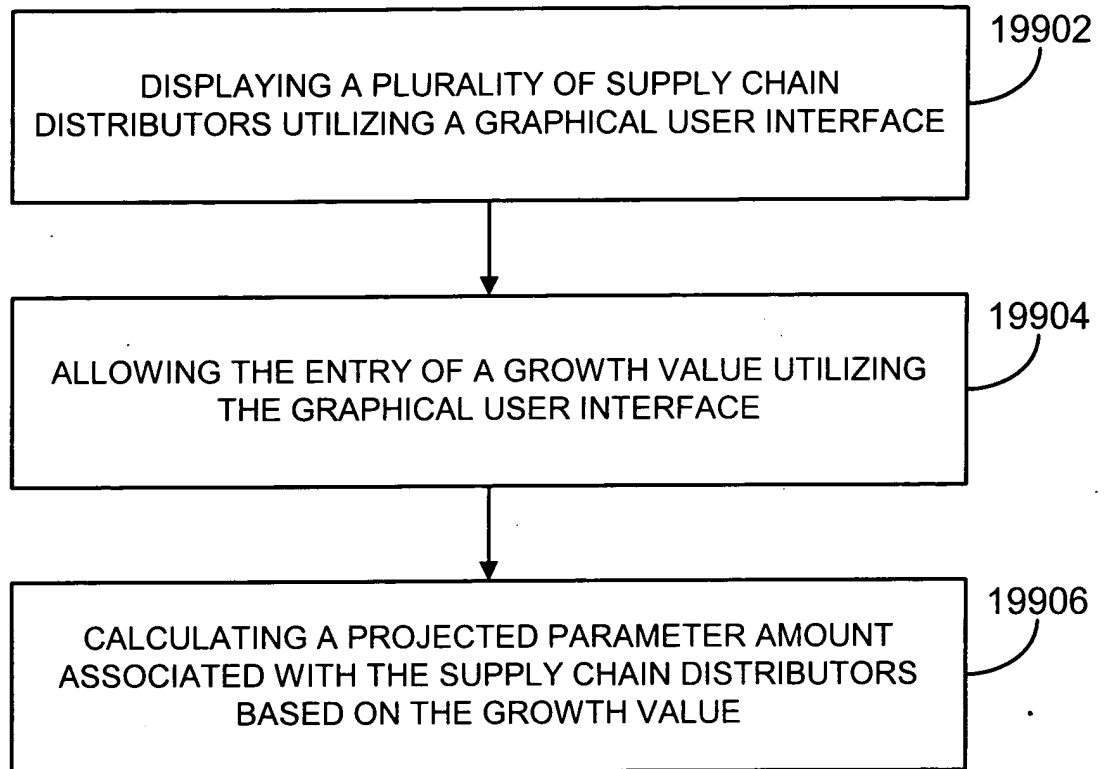 19902
DISPLAYING A PLURALITY OF SUPPLY CHAIN
DISTRIBUTORS UTILIZING A GRAPHICAL USER INTERFACE
19904
ALLOWING THE ENTRY OF A GROWTH VALUE UTILIZING
THE GRAPHICAL USER INTERFACE
19906
CALCULATING A PROJECTED PARAMETER AMOUNT
ASSOCIATED WITH THE SUPPLY CHAIN DISTRIBUTORS
BASED ON THE GROWTH VALUE